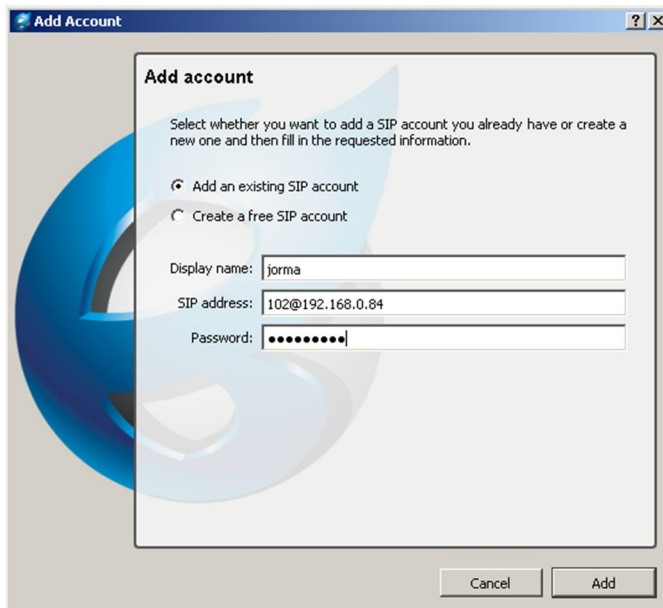 Add Account
Add account
Select whether you want to add a SIP account you already have or create a
new one and then fill in the requested information.
Add an existing SIP account
Create a free SIP account
Display name: jorma
SIP address: 102@192.168.0.84
Password: ●●●●●●●●●
Cancel Add